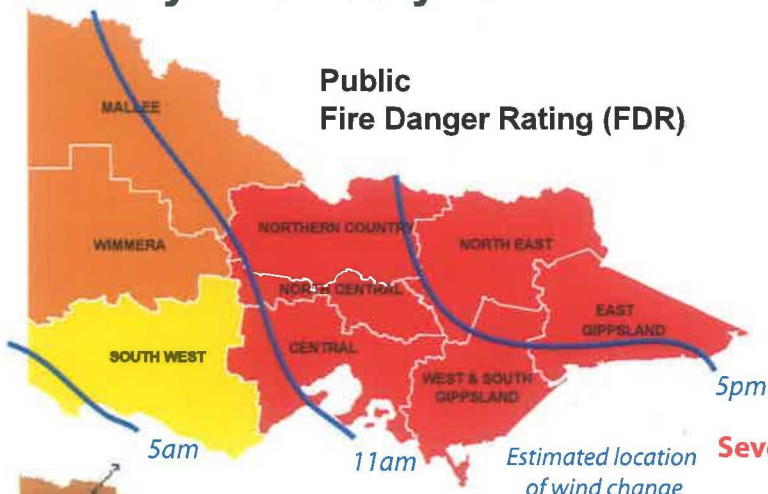 Public
Fire Danger Rating (FDR)
MALLEE
WIMMERA
NORTHERN COUNTRY
NORTH EAST
NORTH CENTRAL
EAST
GIPPSLAND
SOUTH WEST
CENTRAL
WEST & SOUTH
GIPPSLAND
5pm
5am
11am
Estimated location
of wind change